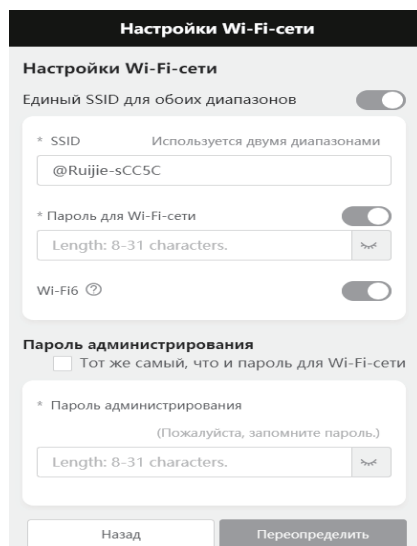 Настройки Wi-Fi-сети
Настройки Wi-Fi-сети
Единый SSID для обоих диапазонов
* SSID Используется двумя диапазонами
@Ruijie-sCC5C
* Пароль для Wi-Fi-сети
Length: 8-31 characters.
Wi-Fi6 ?
Пароль администрирования
Тот же самый, что и пароль для Wi-Fi-сети
* Пароль администрирования
(Пожалуйста, запомните пароль.)
Length: 8-31 characters.
Назад Переопределить